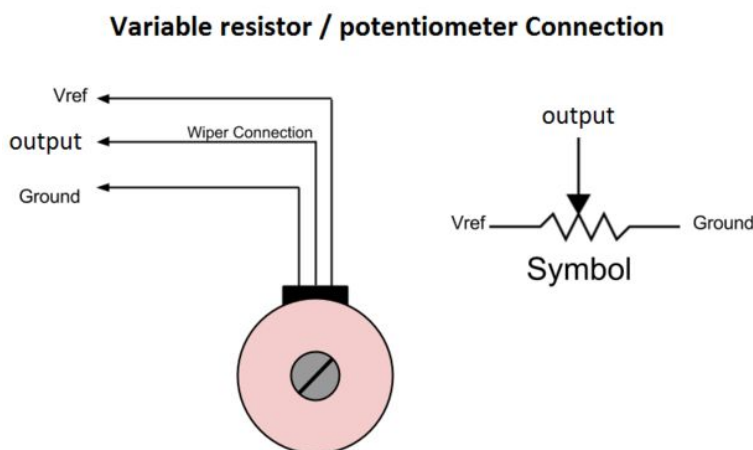 Variable resistor / potentiometer Connection
Vref
output
Wiper Connection
Ground
output
Vref
Ground
Symbol